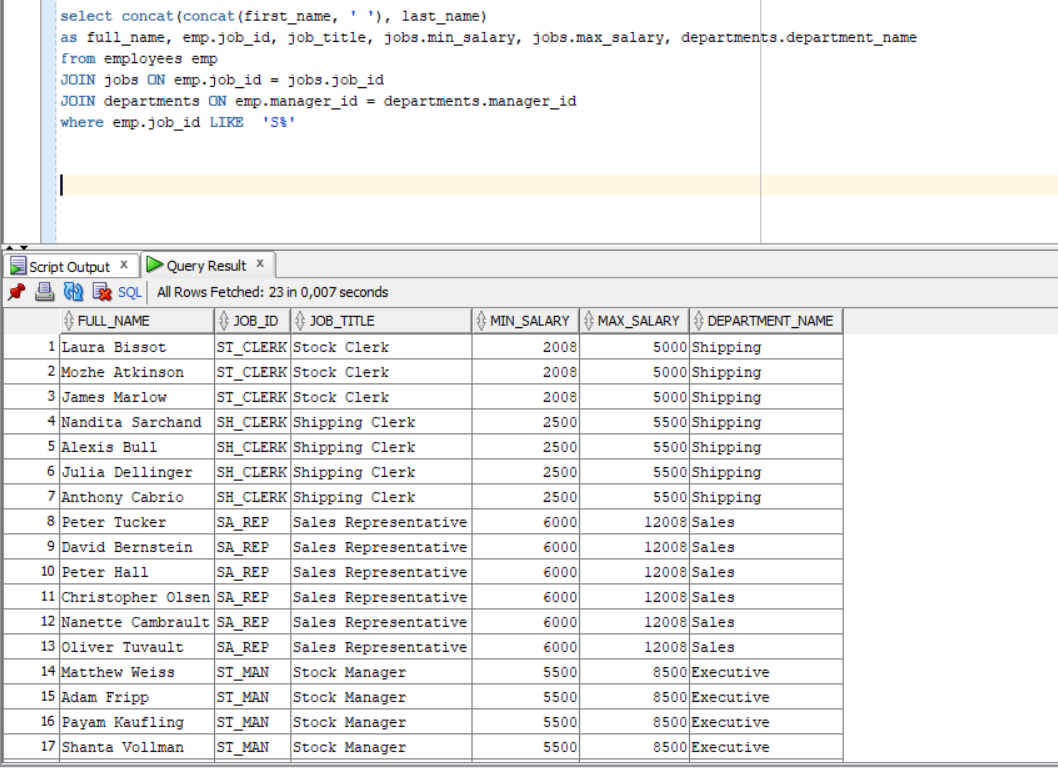 select concat(concat(first_name, ' '), last_name)
as full_name, emp.job_id, job_title, jobs.min_salary, jobs.max_salary, departments.department_name
from employees emp
JOIN jobs ON emp.job_id = jobs.job_id
JOIN departments ON emp.manager_id = departments.manager_id
where emp.job_id LIKE  'S%'
Script Output x Query Result x
SQL All Rows Fetched: 23 in 0,007 seconds
FULL_NAME JOB_ID JOB_TITLE MIN_SALARY MAX_SALARY DEPARTMENT_NAME
1 Laura Bissot ST_CLERK Stock Clerk 2008 5000 Shipping
2 Mozhe Atkinson ST_CLERK Stock Clerk 2008 5000 Shipping
3 James Marlow ST_CLERK Stock Clerk 2008 5000 Shipping
4 Nandita Sarchand SH_CLERK Shipping Clerk 2500 5500 Shipping
5 Alexis Bull SH_CLERK Shipping Clerk 2500 5500 Shipping
6 Julia Dellinger SH_CLERK Shipping Clerk 2500 5500 Shipping
7 Anthony Cabrio SH_CLERK Shipping Clerk 2500 5500 Shipping
8 Peter Tucker SA_REP Sales Representative 6000 12008 Sales
9 David Bernstein SA_REP Sales Representative 6000 12008 Sales
10 Peter Hall SA_REP Sales Representative 6000 12008 Sales
11 Christopher Olsen SA_REP Sales Representative 6000 12008 Sales
12 Nanette Cambrault SA_REP Sales Representative 6000 12008 Sales
13 Oliver Tuvault SA_REP Sales Representative 6000 12008 Sales
14 Matthew Weiss ST_MAN Stock Manager 5500 8500 Executive
15 Adam Fripp ST_MAN Stock Manager 5500 8500 Executive
16 Payam Kaufling ST_MAN Stock Manager 5500 8500 Executive
17 Shanta Vollman ST_MAN Stock Manager 5500 8500 Executive